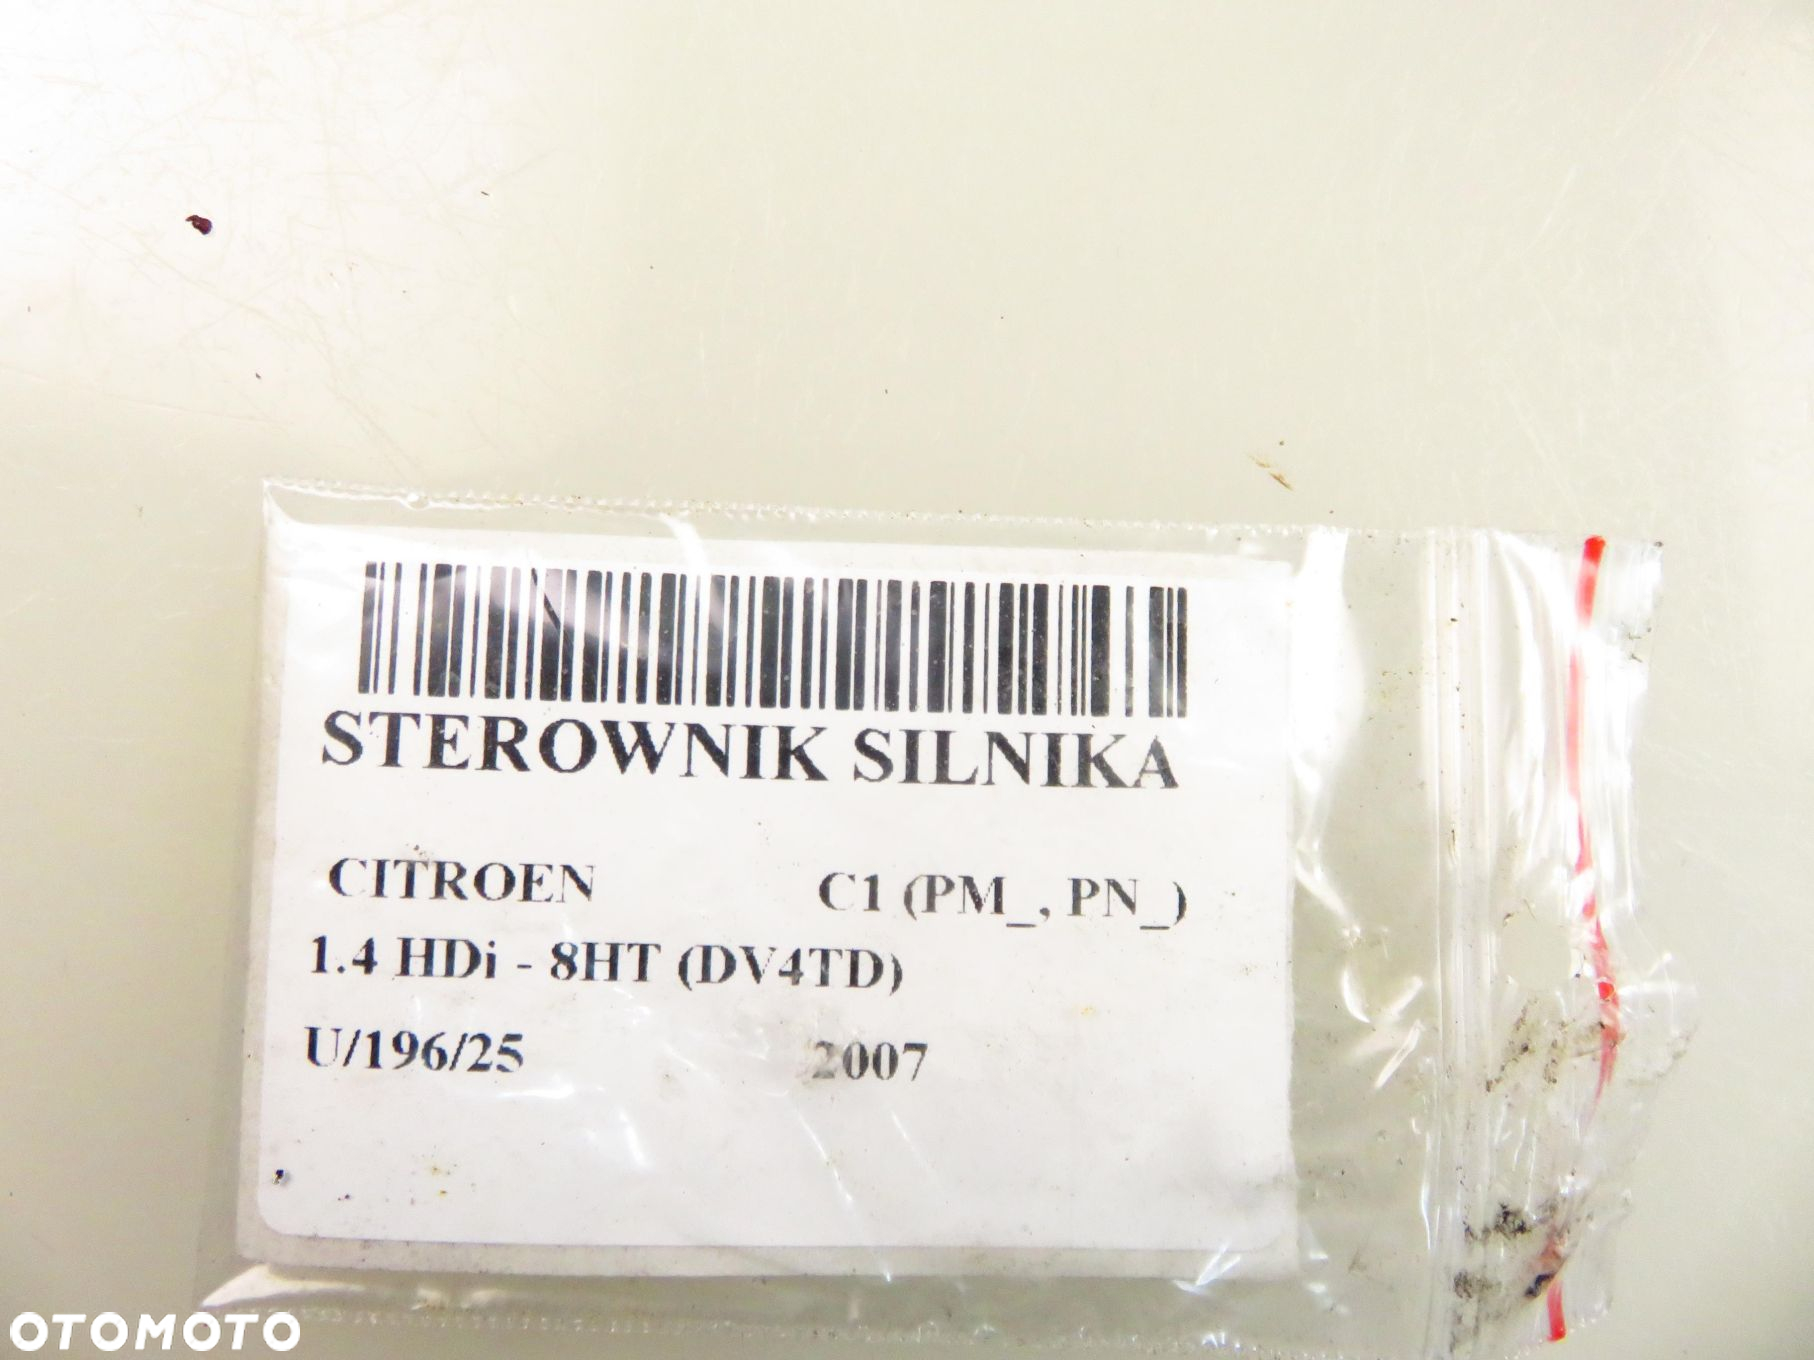 STEROWNIK SILNIKA
CITROEN C1 (PM_, PN_)
1.4 HDi - 8HT (DV4TD)
U/196/25 2007
OTOMOTO